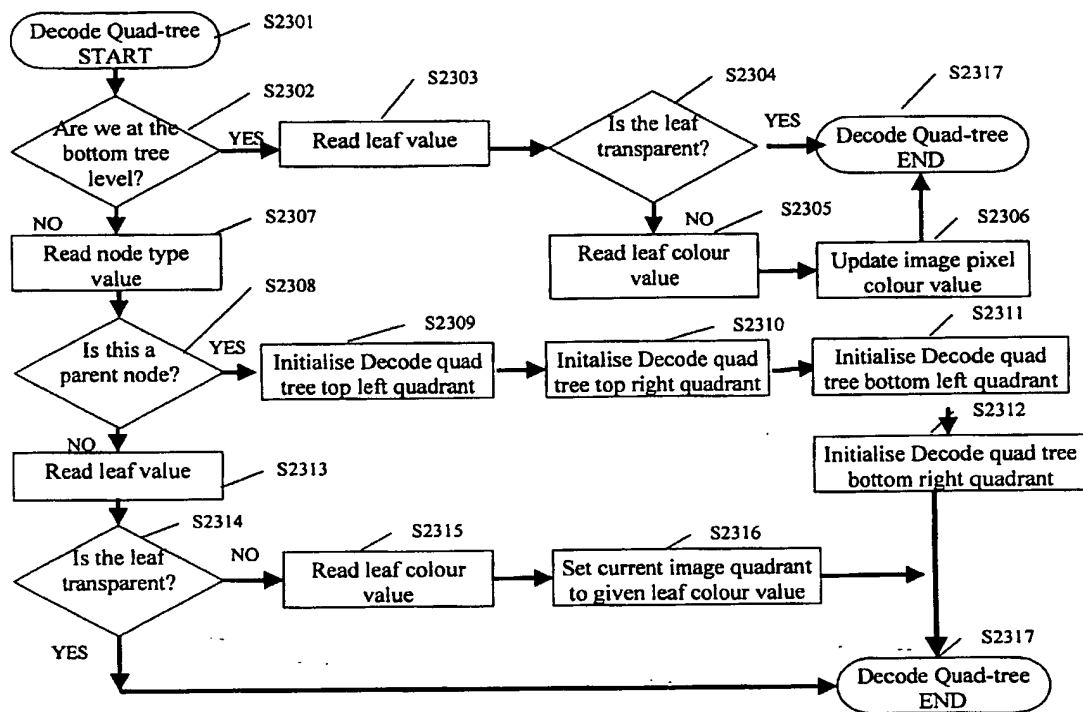 Decode Quad-tree
START
S2301
S2302
Are we at the
bottom tree
level?
YES
S2303
Read leaf value
S2304
Is the leaf
transparent?
YES
S2317
Decode Quad-tree
END
NO
S2307
Read node type
value
NO
S2305
Read leaf colour
value
S2306
Update image pixel
colour value
S2308
Is this a
parent node?
YES
S2309
Initialise Decode quad
tree top left quadrant
S2310
Initalise Decode quad
tree top right quadrant
S2311
Initialise Decode quad
tree bottom left quadrant
S2312
Initialise Decode quad tree
bottom right quadrant
NO
Read leaf value
S2313
S2314
Is the leaf
transparent?
NO
S2315
Read leaf colour
value
S2316
Set current image quadrant
to given leaf colour value
YES
S2317
Decode Quad-tree
END